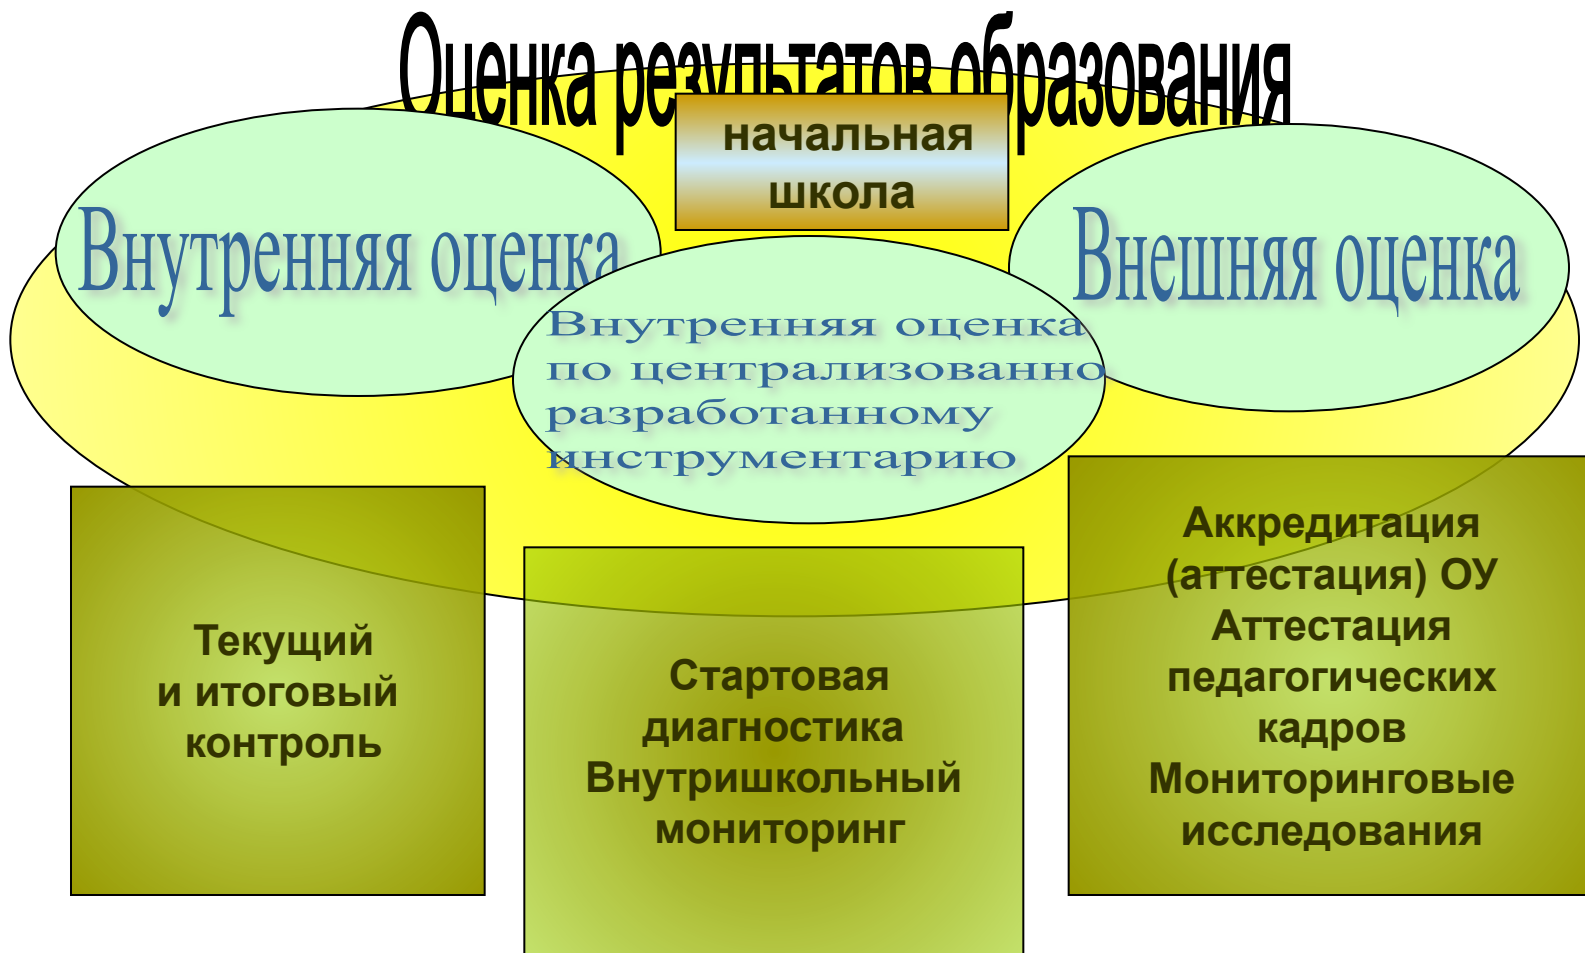 Оценка результатов образования
начальная
школа
Внутренняя оценка
Внешняя оценка
Внутренняя оценка
по централизованно
разработанному
инструментарию
Текущий
и итоговый
контроль
Стартовая
диагностика
Внутришкольный
мониторинг
Аккредитация
(аттестация) ОУ
Аттестация
педагогических
кадров
Мониторинговые
исследования